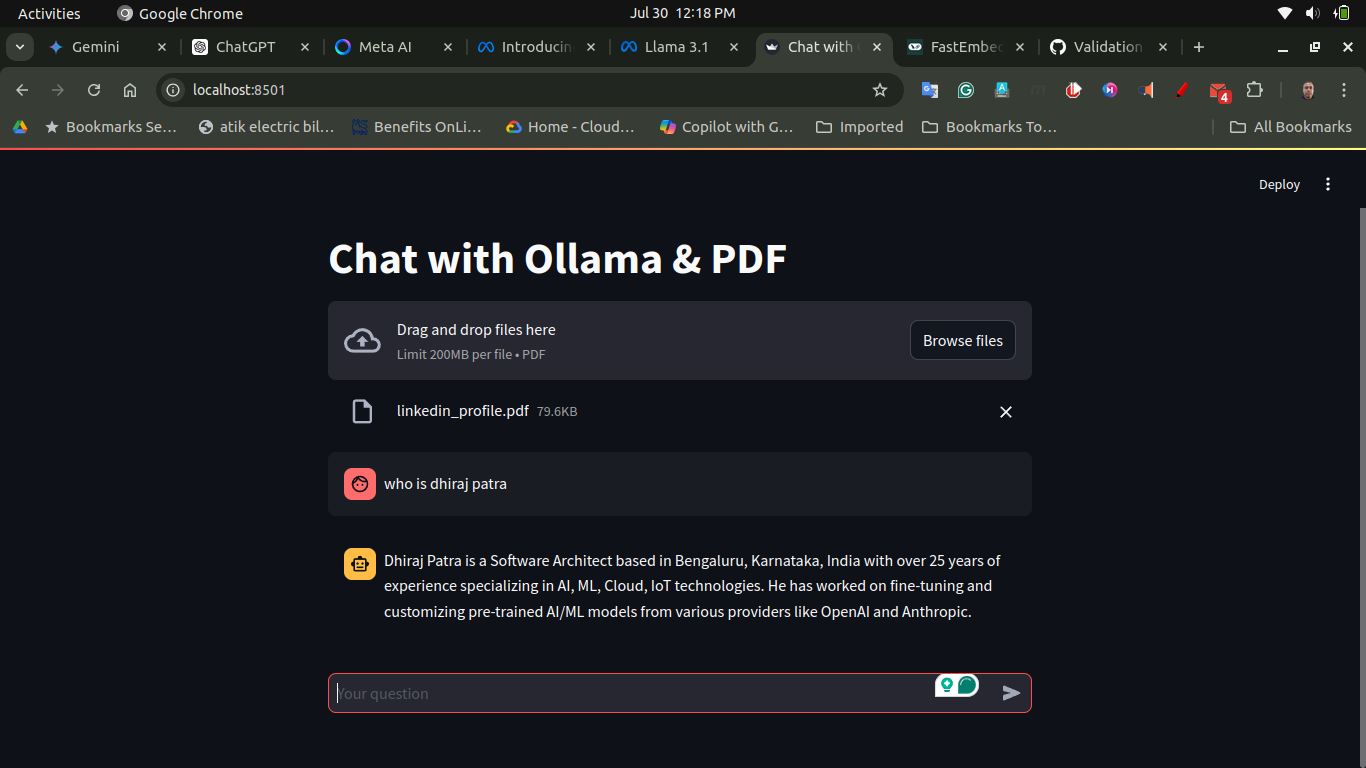 Activities
Google Chrome
Jul 30 12:18 PM
Gemini
ChatGPT
Meta AI
Introducin
Llama 3.1
Chat with
FastEmbe
Validation
localhost:8501
4
Bookmarks Se...
atik electric bil...
Benefits OnLi...
Home - Cloud...
Copilot with G...
Imported
Bookmarks To...
All Bookmarks
Deploy
Chat with Ollama & PDF
Drag and drop files here
Limit 200MB per file • PDF
Browse files
linkedin_profile.pdf 79.6KB
who is dhiraj patra
Dhiraj Patra is a Software Architect based in Bengaluru, Karnataka, India with over 25 years of
experience specializing in AI, ML, Cloud, IoT technologies. He has worked on fine-tuning and
customizing pre-trained AI/ML models from various providers like OpenAI and Anthropic.
Your question